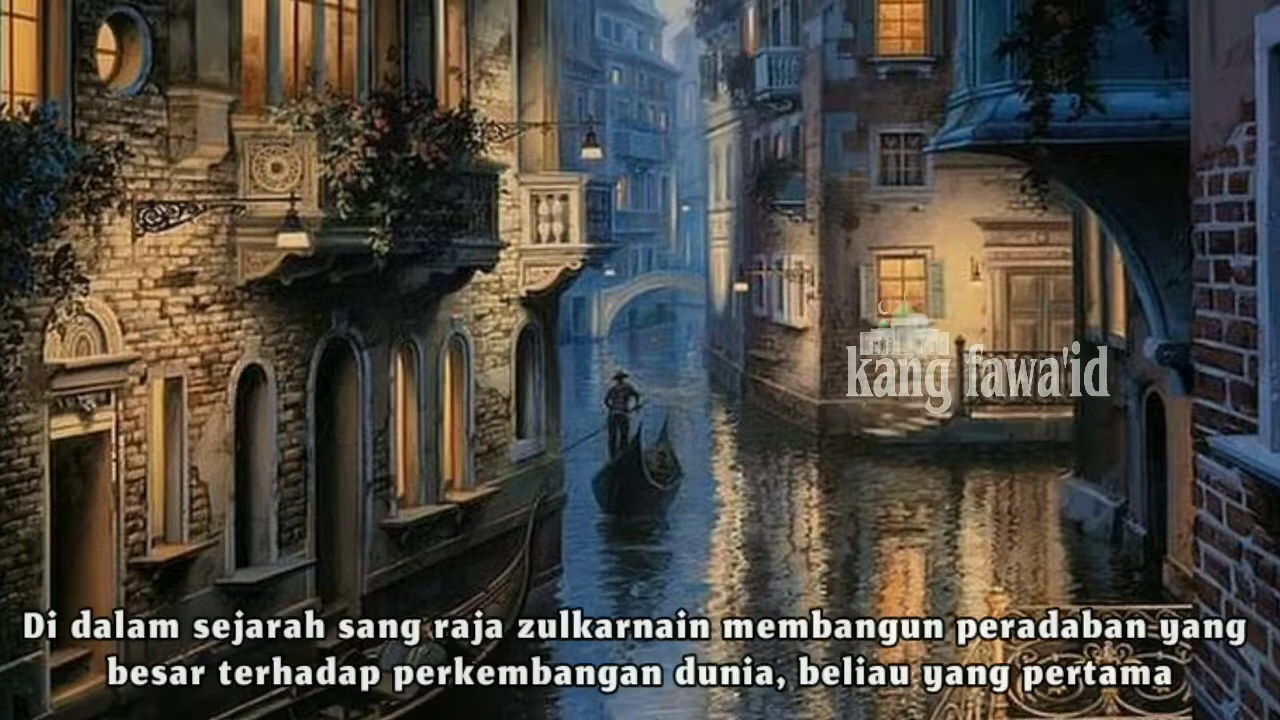 kang fawa'id
Di dalam sejarah sang raja zulkarnain membangun peradaban yang
besar terhadap perkembangan dunia, beliau yang pertama